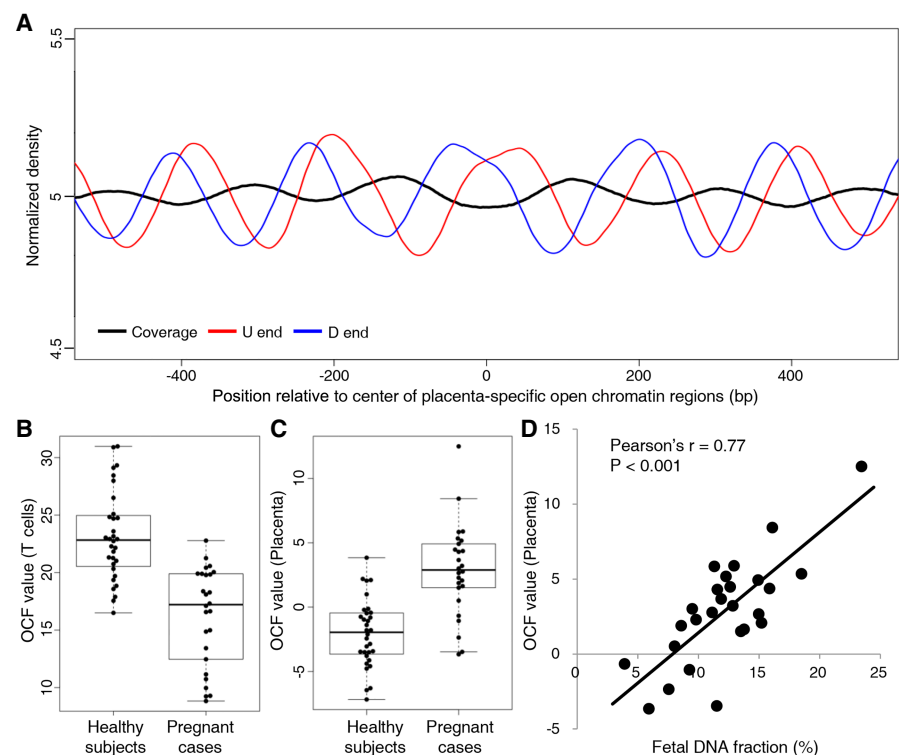 A
Normalized density
5.5
5
4.5
Coverage
U end
D end
-400
-200
0
200
400
Position relative to center of placenta-specific open chromatin regions (bp)
B
OCF value (T cells)
30
25
20
15
10
Healthy subjects
Pregnant cases
C
OCF value (Placenta)
10
5
0
-5
Healthy subjects
Pregnant cases
D
OCF value (Placenta)
15
10
5
0
-5
Pearson's r = 0.77
P < 0.001
0
5
10
15
20
25
Fetal DNA fraction (%)